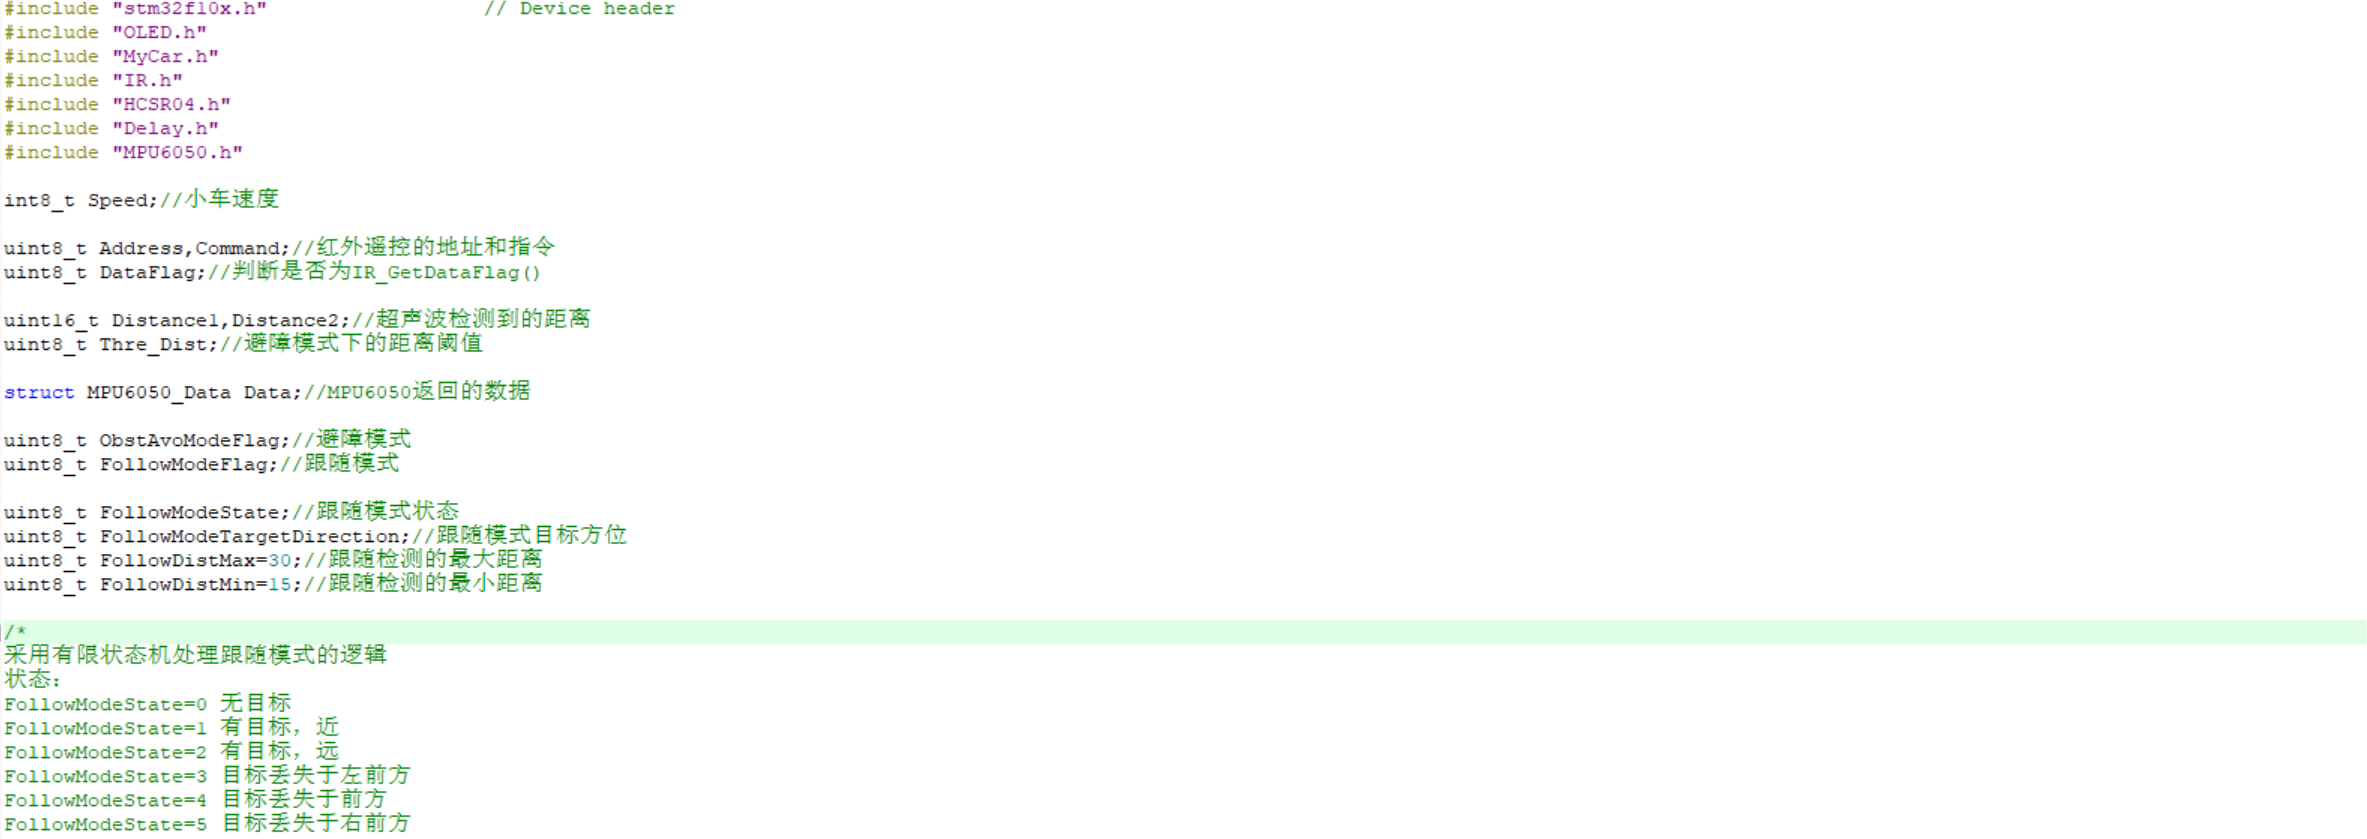 #include "stm32f10x.h"                  // Device header
#include "OLED.h"
#include "MyCar.h"
#include "IR.h"
#include "HCSR04.h"
#include "Delay.h"
#include "MPU6050.h"
int8_t Speed;//小车速度
uint8_t Address,Command;//红外遥控的地址和指令
uint8_t DataFlag;//判断是否为IR_GetDataFlag()
uint16_t Distance1,Distance2;//超声波检测到的距离
uint8_t Thre_Dist;//避障模式下的距离阈值
struct MPU6050_Data Data;//MPU6050返回的数据
uint8_t ObstAvoModeFlag;//避障模式
uint8_t FollowModeFlag;//跟随模式
uint8_t FollowModeState;//跟随模式状态
uint8_t FollowModeTargetDirection;//跟随模式目标方位
uint8_t FollowDistMax=30;//跟随检测的最大距离
uint8_t FollowDistMin=15;//跟随检测的最小距离
/*
采用有限状态机处理跟随模式的逻辑
状态:
FollowModeState=0 无目标
FollowModeState=1 有目标，近
FollowModeState=2 有目标，远
FollowModeState=3 目标丢失于左前方
FollowModeState=4 目标丢失于前方
FollowModeState=5 目标丢失于右前方